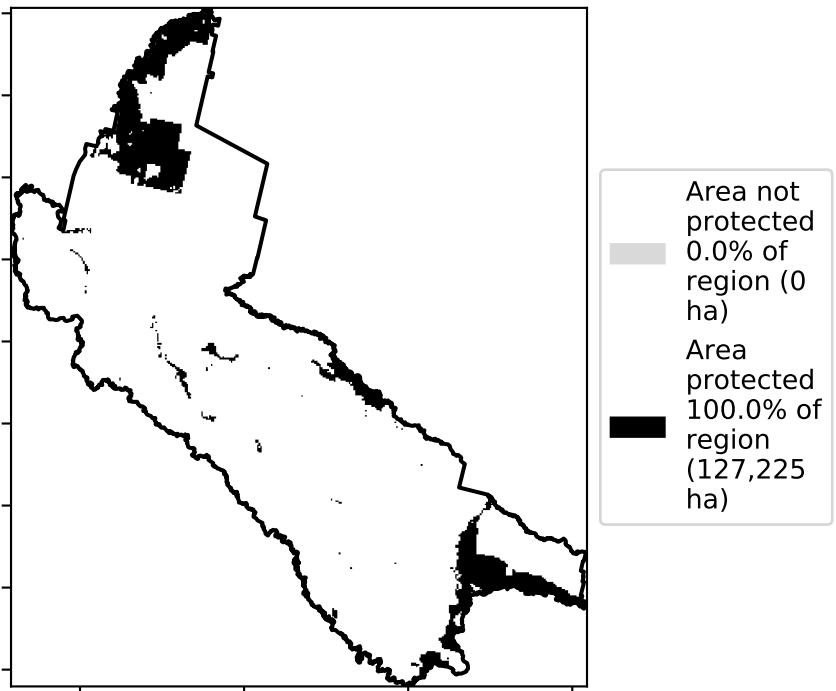 Area not
protected
0.0% of
region (0
ha)
Area
protected
100.0% of
region
(127,225
ha)